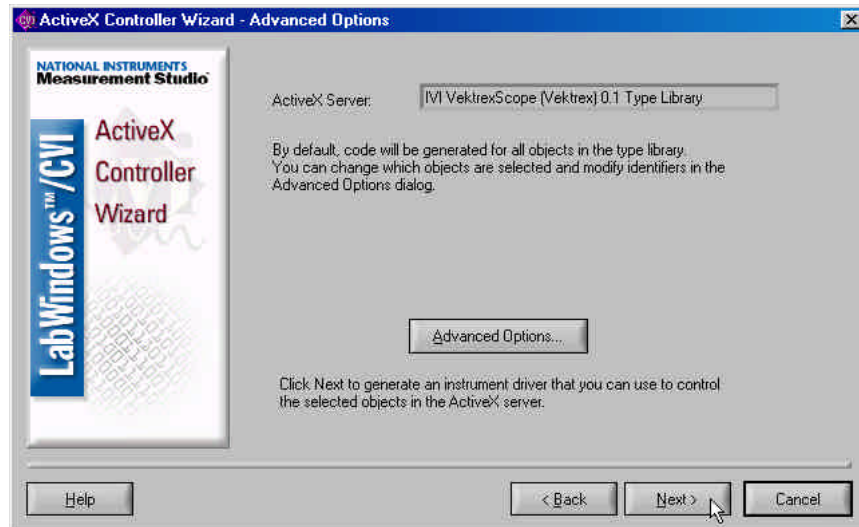 CVI ActiveX Controller Wizard - Advanced Options
NATIONAL INSTRUMENTS
Measurement Studio
LabWindows™/CVI
ActiveX
Controller
Wizard
ActiveX Server: IVI VektrexScope (Vektrex) 0.1 Type Library
By default, code will be generated for all objects in the type library.
You can change which objects are selected and modify identifiers in the
Advanced Options dialog.
Advanced Options...
Click Next to generate an instrument driver that you can use to control
the selected objects in the ActiveX server.
Help
< Back
Next >
Cancel